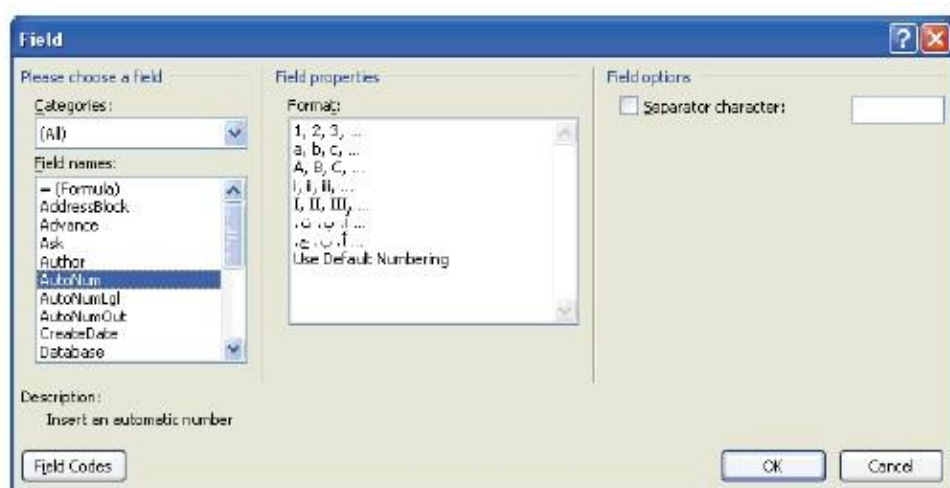 Field
Please choose a field
Categories:
(All)
Field names:
= (Formula)
AddressBlock
Advance
Ask
Author
AutoNum
AutoNumLgl
AutoNumOut
CreateDate
Database
Field properties
Format:
1, 2, 3, ...
a, b, c, ...
A, B, C, ...
i, ii, iii, ...
I, II, III, ...
أ، ب، ت، ...
أ، ب، ج، ...
Use Default Numbering
Field options
Separator character:
Description:
Insert an automatic number
Field Codes
OK
Cancel